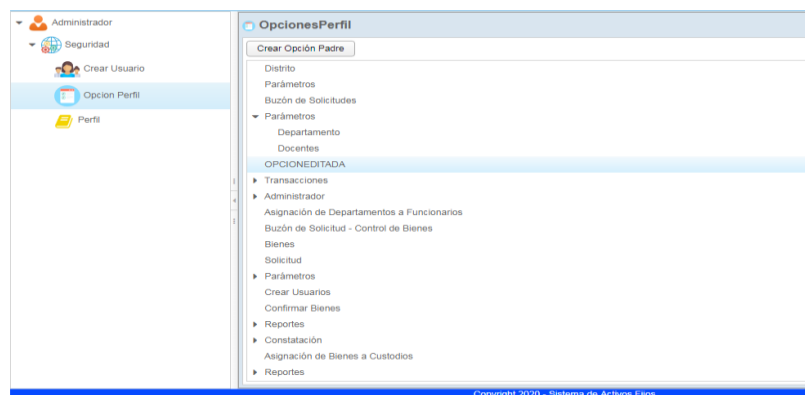 Administrador
Seguridad
Crear Usuario
Opcion Perfil
Perfil
OpcionesPerfil
Crear Opción Padre
Distrito
Parámetros
Buzón de Solicitudes
Parámetros
Departamento
Docentes
OPCIONEDITADA
Transacciones
Administrador
Asignación de Departamentos a Funcionarios
Buzón de Solicitud - Control de Bienes
Bienes
Solicitud
Parámetros
Crear Usuarios
Confirmar Bienes
Reportes
Constatación
Asignación de Bienes a Custodios
Reportes
Copyright 2020 - Sistema de Activos Fijos